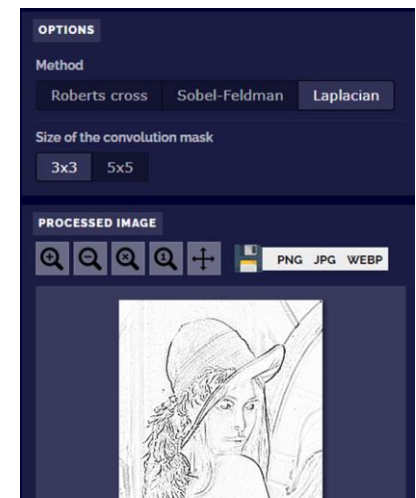 OPTIONS
Method
Roberts cross Sobel-Feldman Laplacian
Size of the convolution mask
3x3 5x5
PROCESSED IMAGE
1 PNG JPG WEBP